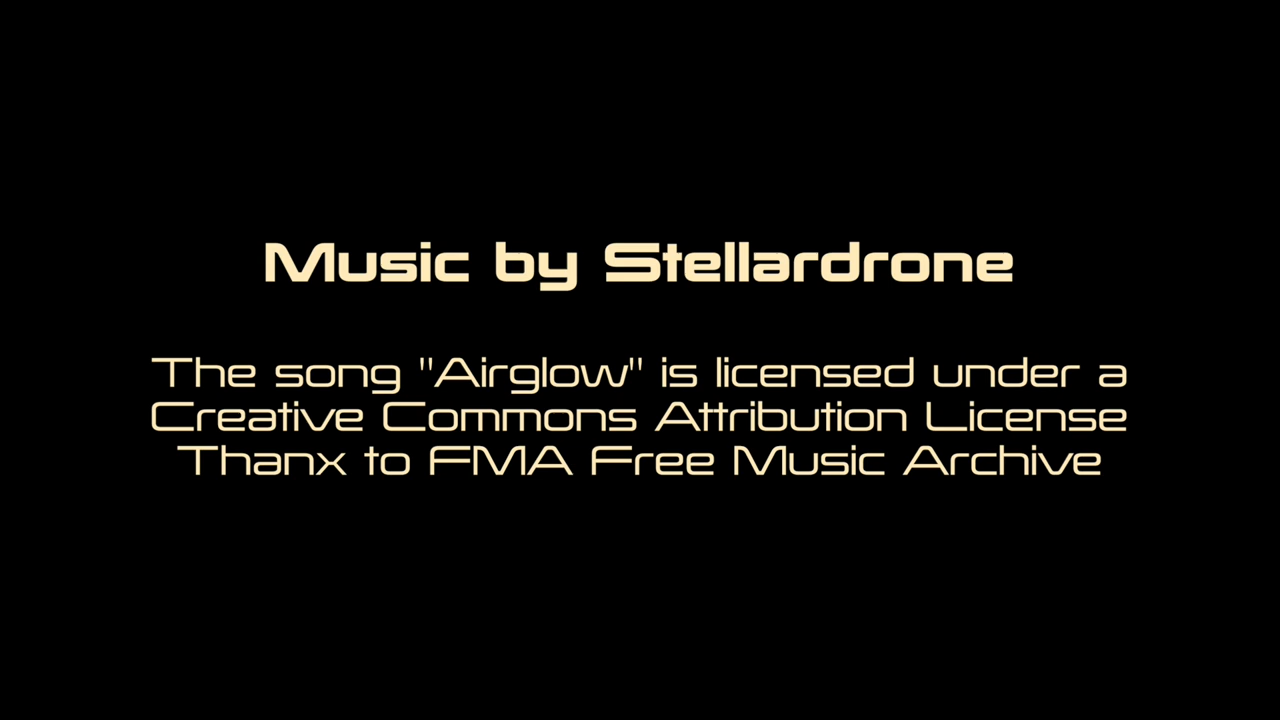 Music by Stellardrone
The song "Airglow" is licensed under a
Creative Commons Attribution License
Thanx to FMA Free Music Archive